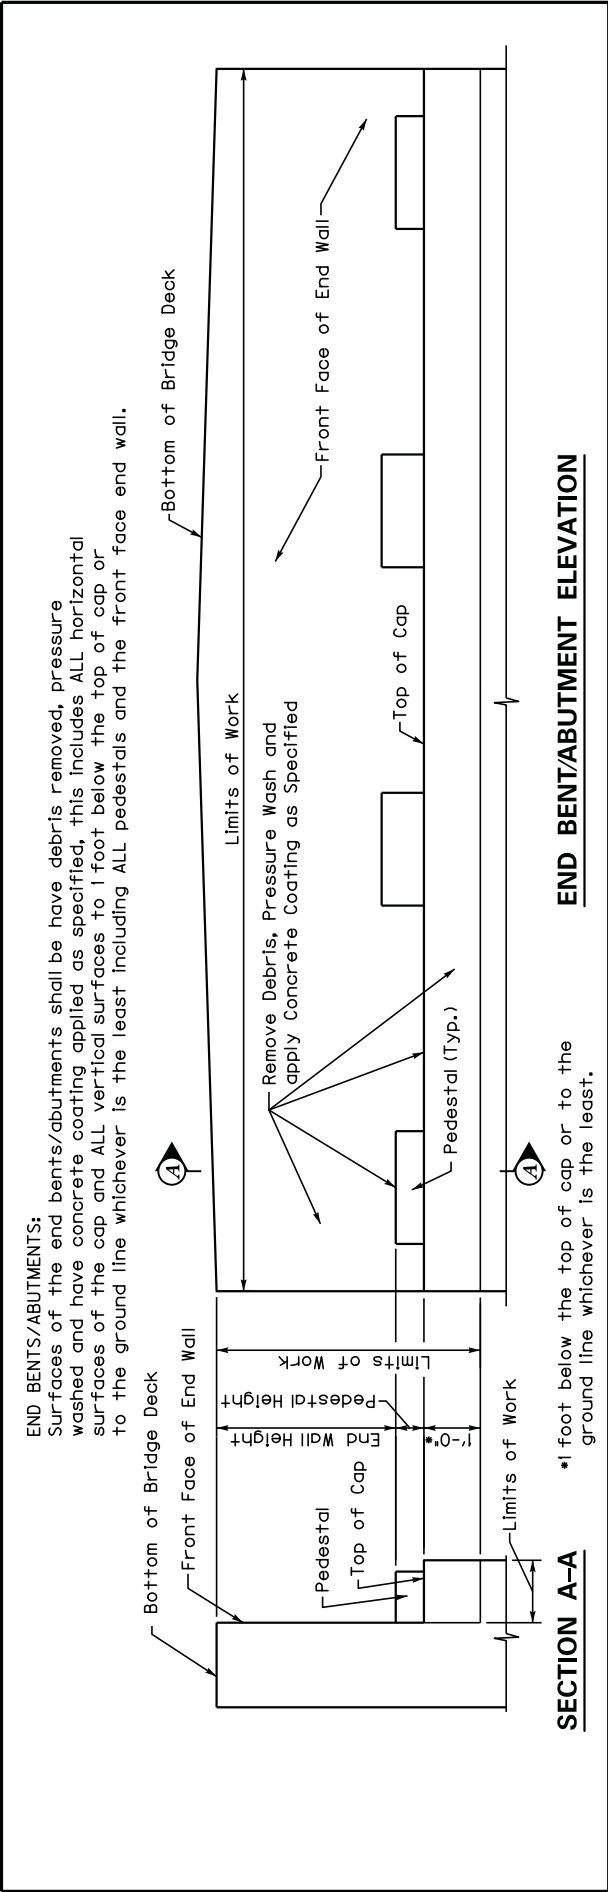 END BENTS/ABUTMENTS:
Surfaces of the end bents/abutments shall be have debris removed, pressure
washed and have concrete coating applied as specified, this includes ALL horizontal
surfaces of the cap and ALL vertical surfaces to 1 foot below the top of cap or
to the ground line whichever is the least including ALL pedestals and the front face end wall.
Bottom of Bridge Deck
Front Face of End Wall
Pedestal
Top of Cap
Limits of Work
End Wall Height
Pedestal Height
1'-0"*
Limits of Work
SECTION A–A
Bottom of Bridge Deck
Limits of Work
A
Remove Debris, Pressure Wash and
apply Concrete Coating as Specified
Front Face of End Wall
Top of Cap
Pedestal (Typ.)
A
*1 foot below the top of cap or to the
ground line whichever is the least.
END BENT/ABUTMENT ELEVATION